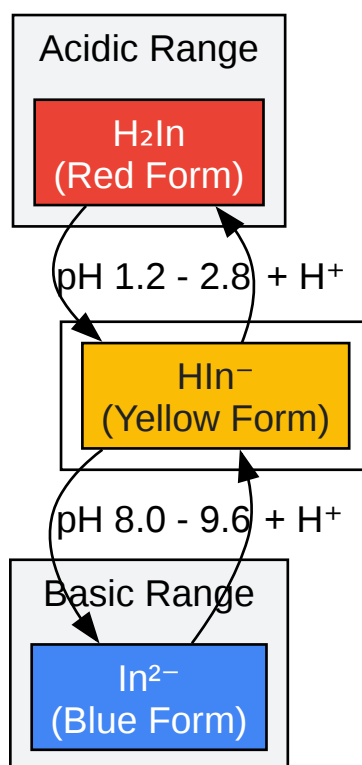 Acidic Range
H₂In
(Red Form)
pH 1.2 - 2.8 + H⁺
HIn⁻
(Yellow Form)
pH 8.0 - 9.6 + H⁺
Basic Range
In²⁻
(Blue Form)